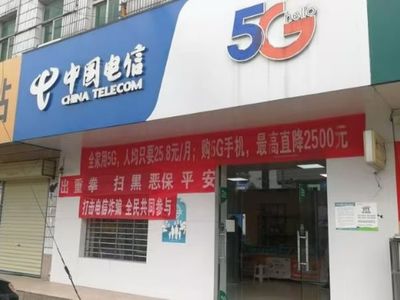 站
中国电信
CHINA TELECOM
5G
hello
全家用5G，人均只要25.8元/月；购5G手机，最高直降2500元
出重拳 扫黑恶保平安
打击电信诈骗 全民共同参与